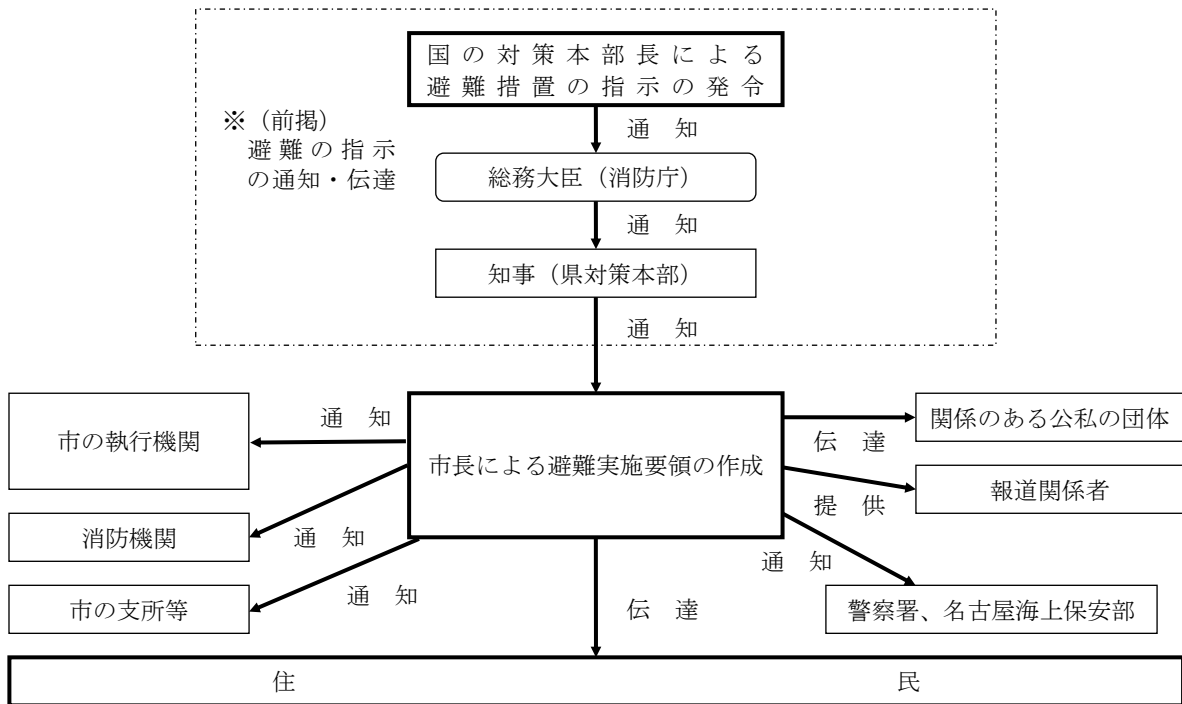 国の対策本部長による
避難措置の指示の発令
※（前掲）
避難の指示
の通知・伝達
通　知
総務大臣（消防庁）
通　知
知事（県対策本部）
通　知
市の執行機関
通　知
市長による避難実施要領の作成
関係のある公私の団体
伝　達
報道関係者
提　供
消防機関
通　知
通　知
警察署、名古屋海上保安部
市の支所等
通　知
伝　達
住　　民